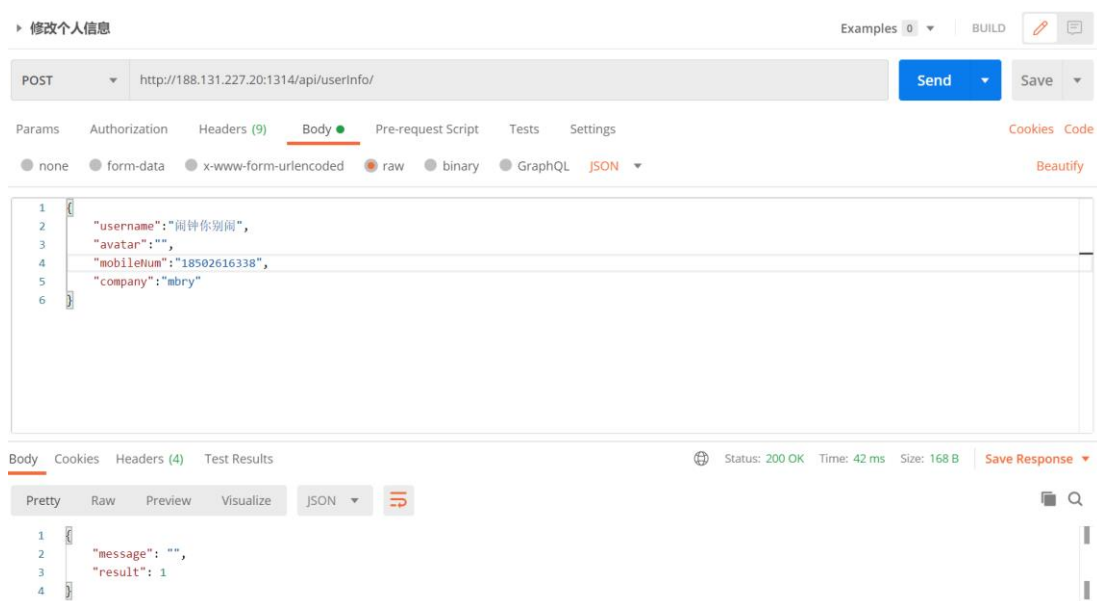 修改个人信息 Examples 0 BUILD
POST http://188.131.227.20:1314/api/userInfo/ Send Save
Params Authorization Headers (9) Body Pre-request Script Tests Settings Cookies Code
none form-data x-www-form-urlencoded raw binary GraphQL JSON Beautify
1 {
2 "username":"闹钟你别闹",
3 "avatar":"",
4 "mobileNum":"18502616338",
5 "company":"mbry"
6 }
Body Cookies Headers (4) Test Results Status: 200 OK Time: 42 ms Size: 168 B Save Response
Pretty Raw Preview Visualize JSON
1 {
2 "message": "",
3 "result": 1
4 }